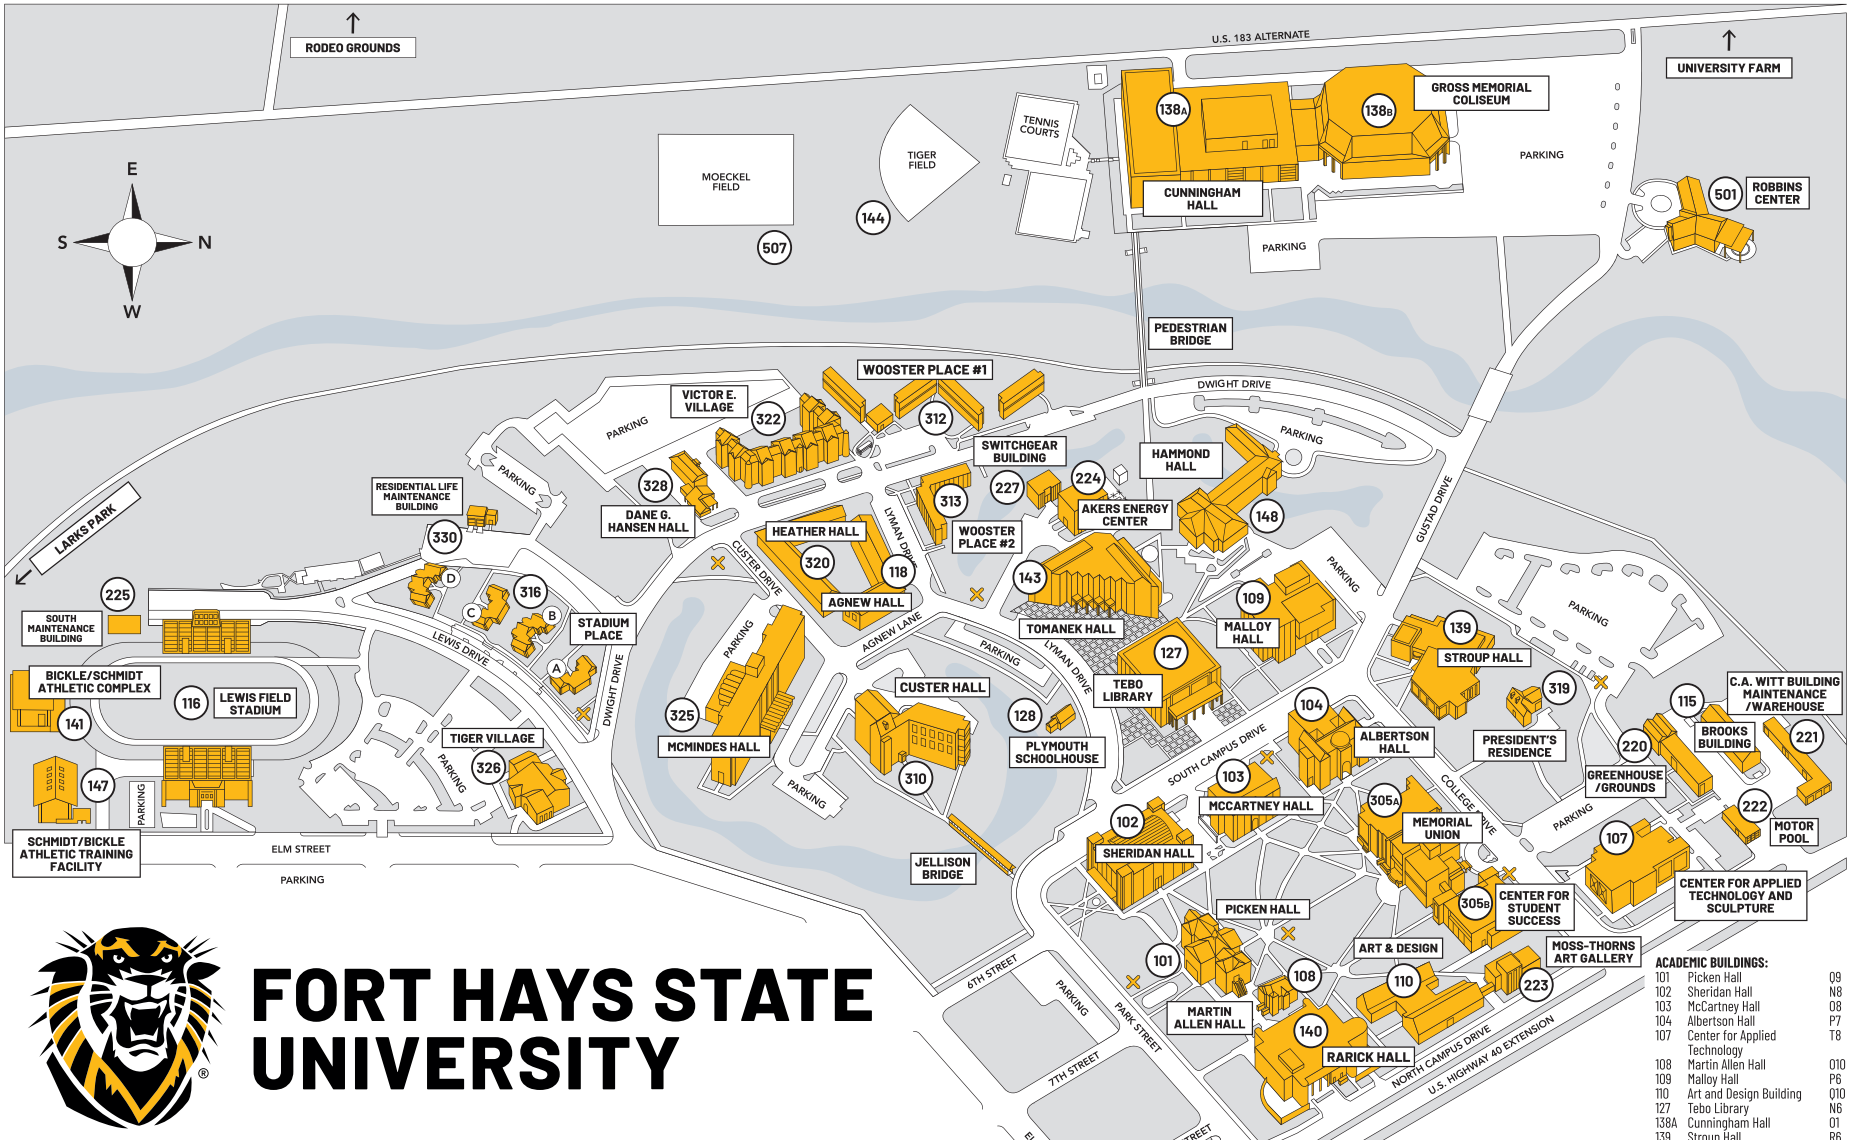 RODEO GROUNDS
U.S. 183 ALTERNATE
UNIVERSITY FARM
GROSS MEMORIAL
COLISEUM
138A
138B
TENNIS
COURTS
TIGER
FIELD
MOECKEL
FIELD
PARKING
E
S
N
W
CUNNINGHAM
HALL
501
ROBBINS
CENTER
144
507
PARKING
PEDESTRIAN
BRIDGE
WOOSTER PLACE #1
DWIGHT DRIVE
VICTOR E.
VILLAGE
322
312
PARKING
PARKING
SWITCHGEAR
BUILDING
HAMMOND
HALL
PARKING
RESIDENTIAL LIFE
MAINTENANCE
BUILDING
328
DANE G.
HANSEN HALL
313
227
224
AKERS ENERGY
CENTER
148
GUSTAD DRIVE
LARKS PARK
330
HEATHER HALL
320
LYMAN DRIVE
118
WOOSTER
PLACE #2
CUSTER DRIVE
AGNEW HALL
143
TOMANEK HALL
109
MALLOY
HALL
PARKING
PARKING
225
SOUTH
MAINTENANCE
BUILDING
D
C
316
B
A
STADIUM
PLACE
LEWIS DRIVE
DWIGHT DRIVE
PARKING
AGNEW LANE
PARKING
LYMAN DRIVE
127
TEBO
LIBRARY
139
STROUP HALL
319
PRESIDENT'S
RESIDENCE
BICKLE/SCHMIDT
ATHLETIC COMPLEX
141
116
LEWIS FIELD
STADIUM
325
MCMINDES HALL
CUSTER HALL
310
128
PLYMOUTH
SCHOOLHOUSE
104
ALBERTSON
HALL
SOUTH CAMPUS DRIVE
115
BROOKS
BUILDING
C.A. WITT BUILDING
MAINTENANCE
/WAREHOUSE
221
220
GREENHOUSE
/GROUNDS
TIGER VILLAGE
326
PARKING
PARKING
103
MCCARTNEY HALL
305A
MEMORIAL
UNION
COLLEGE DRIVE
PARKING
222
MOTOR
POOL
147
PARKING
SCHMIDT/BICKLE
ATHLETIC TRAINING
FACILITY
ELM STREET
PARKING
JELLISON
BRIDGE
102
SHERIDAN HALL
107
CENTER FOR APPLIED
TECHNOLOGY AND
SCULPTURE
305B
CENTER FOR
STUDENT
SUCCESS
PICKEN HALL
101
ART & DESIGN
110
MOSS-THORNS
ART GALLERY
223
108
MARTIN
ALLEN HALL
140
RARICK HALL
6TH STREET
PARKING
PARK STREET
7TH STREET
NORTH CAMPUS DRIVE
U.S. HIGHWAY 40 EXTENSION
FORT HAYS STATE
UNIVERSITY
®
ACADEMIC BUILDINGS:
101 Picken Hall Q9
102 Sheridan Hall N8
103 McCartney Hall O8
104 Albertson Hall P7
107 Center for Applied T8
Technology
108 Martin Allen Hall O10
109 Malloy Hall P6
110 Art and Design Building Q10
127 Tebo Library N6
138A Cunningham Hall O1
139 Stroup Hall R6